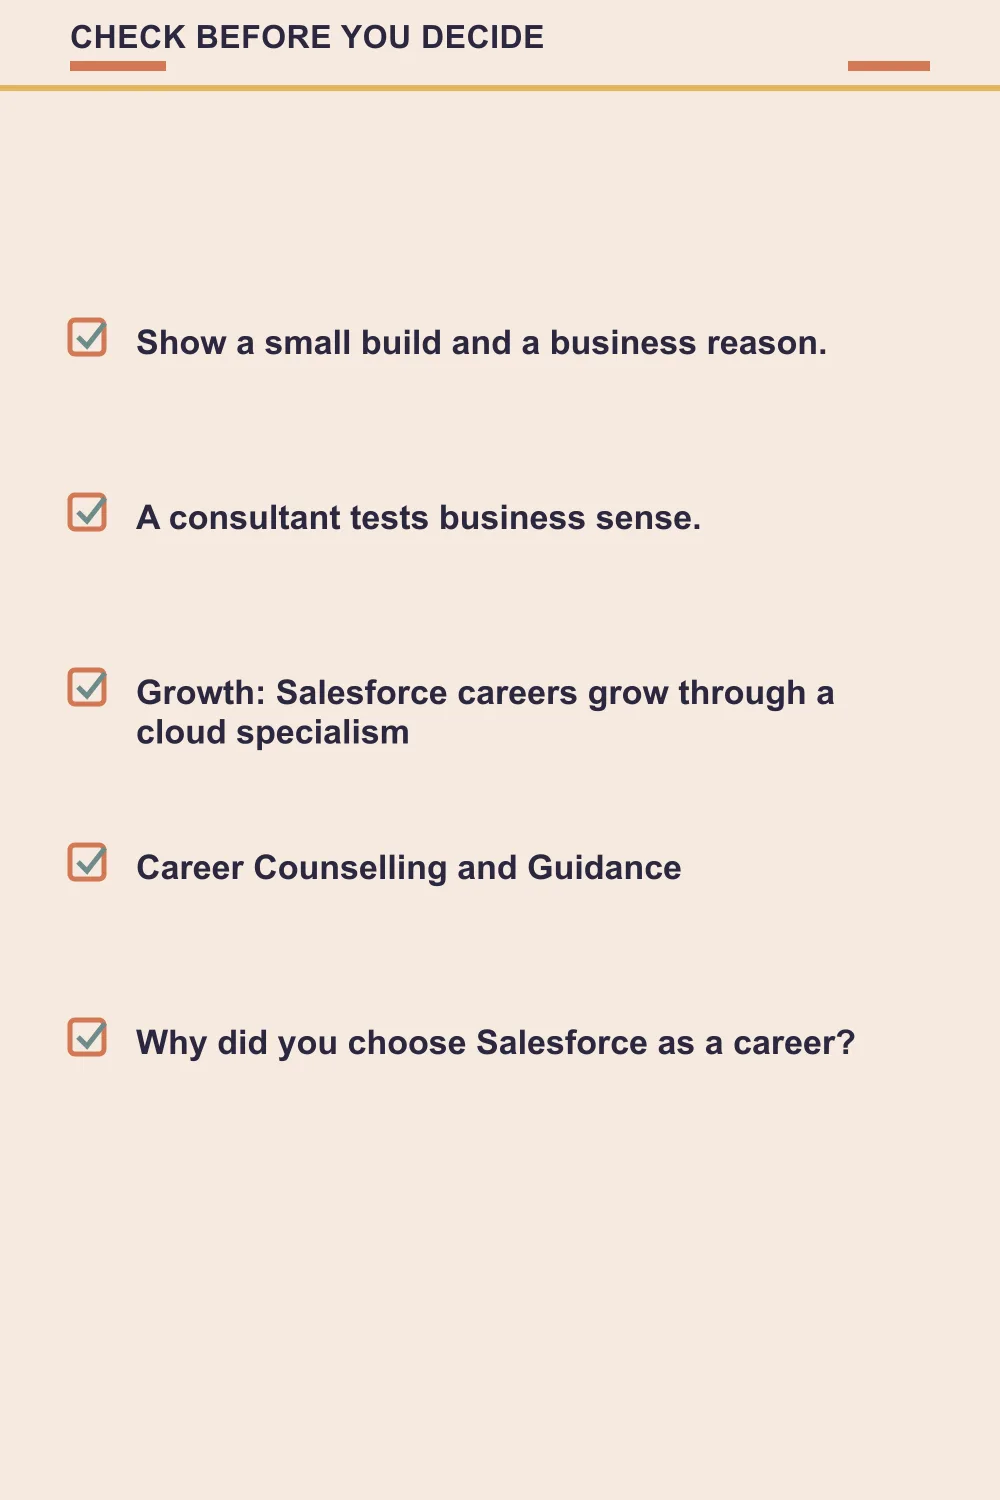 CHECK BEFORE YOU DECIDE
Show a small build and a business reason.
A consultant tests business sense.
Growth: Salesforce careers grow through a
cloud specialism
Career Counselling and Guidance
Why did you choose Salesforce as a career?